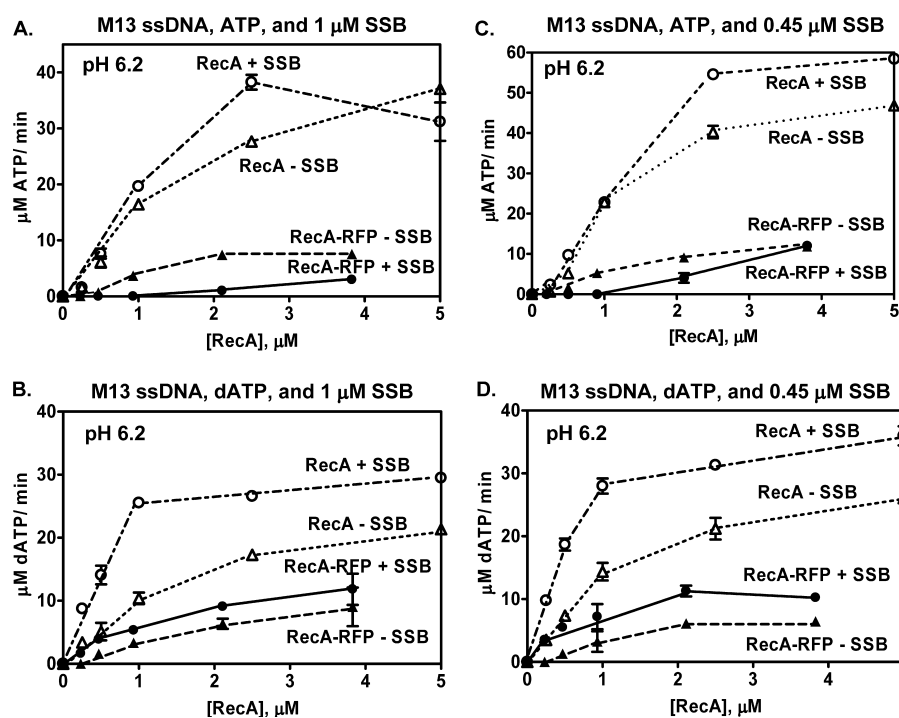 A.
M13 ssDNA, ATP, and 1 µM SSB
pH 6.2
RecA + SSB
RecA - SSB
RecA-RFP - SSB
RecA-RFP + SSB
µM ATP/ min
40
30
20
10
0
0 1 2 3 4 5
[RecA], µM
C.
M13 ssDNA, ATP, and 0.45 µM SSB
pH 6.2
RecA + SSB
RecA - SSB
RecA-RFP - SSB
RecA-RFP + SSB
µM ATP/ min
60
50
40
30
20
10
0
0 1 2 3 4 5
[RecA], µM
B.
M13 ssDNA, dATP, and 1 µM SSB
pH 6.2
RecA + SSB
RecA - SSB
RecA-RFP + SSB
RecA-RFP - SSB
µM dATP/ min
40
30
20
10
0
0 1 2 3 4 5
[RecA], µM
D.
M13 ssDNA, dATP, and 0.45 µM SSB
pH 6.2
RecA + SSB
RecA - SSB
RecA-RFP + SSB
RecA-RFP - SSB
µM dATP/ min
40
30
20
10
0
0 1 2 3 4 5
[RecA], µM